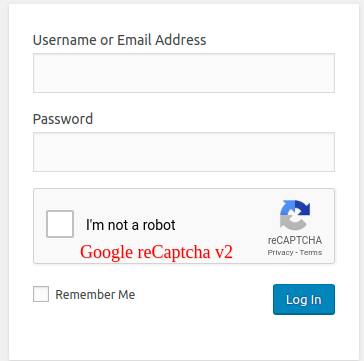 Username or Email Address
Password
I'm not a robot
Google reCaptcha v2
reCAPTCHA
Privacy - Terms
Remember Me
Log In